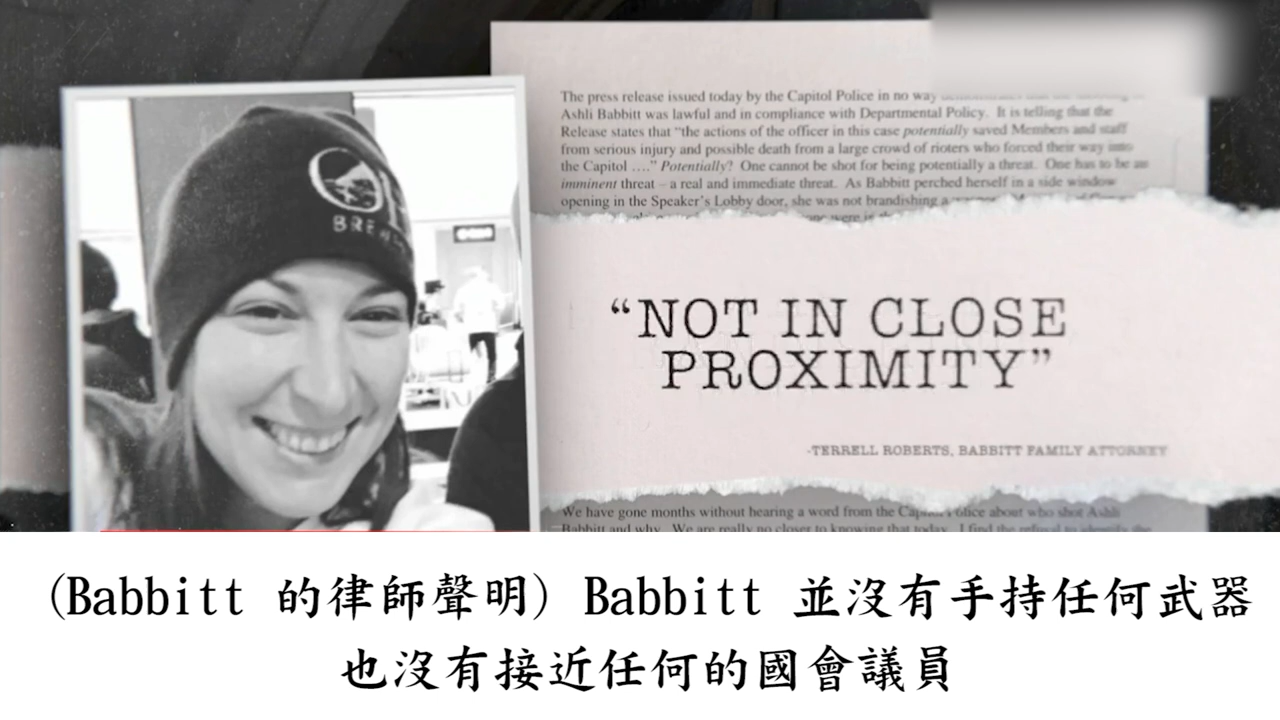 The press release issued today by the Capitol Police in no way
Ashli Babbitt was lawful and in compliance with Departmental Policy. It is telling that the
Release states that “the actions of the officer in this case potentially saved Members and staff
from serious injury and possible death from a large crowd of rioters who forced their way into
the Capitol ….” Potentially? One cannot be shot for being potentially a threat. One has to be an
imminent threat – a real and immediate threat. As Babbitt perched herself in a side window
opening in the Speaker’s Lobby door, she was not brandishing a
BRE
“NOT IN CLOSE
PROXIMITY”
-TERRELL ROBERTS, BABBITT FAMILY ATTORNEY
We have gone months without hearing a word from the Capitol Police about who shot Ashli
Babbitt and why. We are really no closer to knowing that today. I find the refusal to identify the
(Babbitt 的律師聲明) Babbitt 並沒有手持任何武器
也沒有接近任何的國會議員